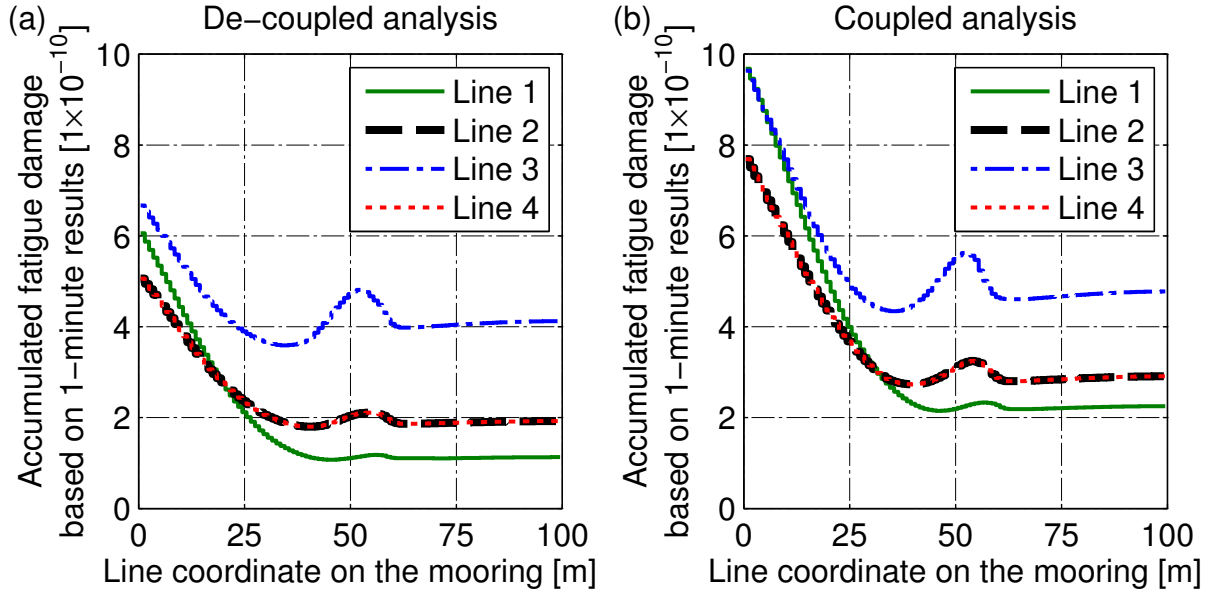 (a)
De-coupled analysis
Accumulated fatigue damage
based on 1-minute results [1×10⁻¹⁰]
10
8
6
4
2
0
Line 1
Line 2
Line 3
Line 4
0 25 50 75 100
Line coordinate on the mooring [m]
(b)
Coupled analysis
Accumulated fatigue damage
based on 1-minute results [1×10⁻¹⁰]
10
8
6
4
2
0
Line 1
Line 2
Line 3
Line 4
0 25 50 75 100
Line coordinate on the mooring [m]